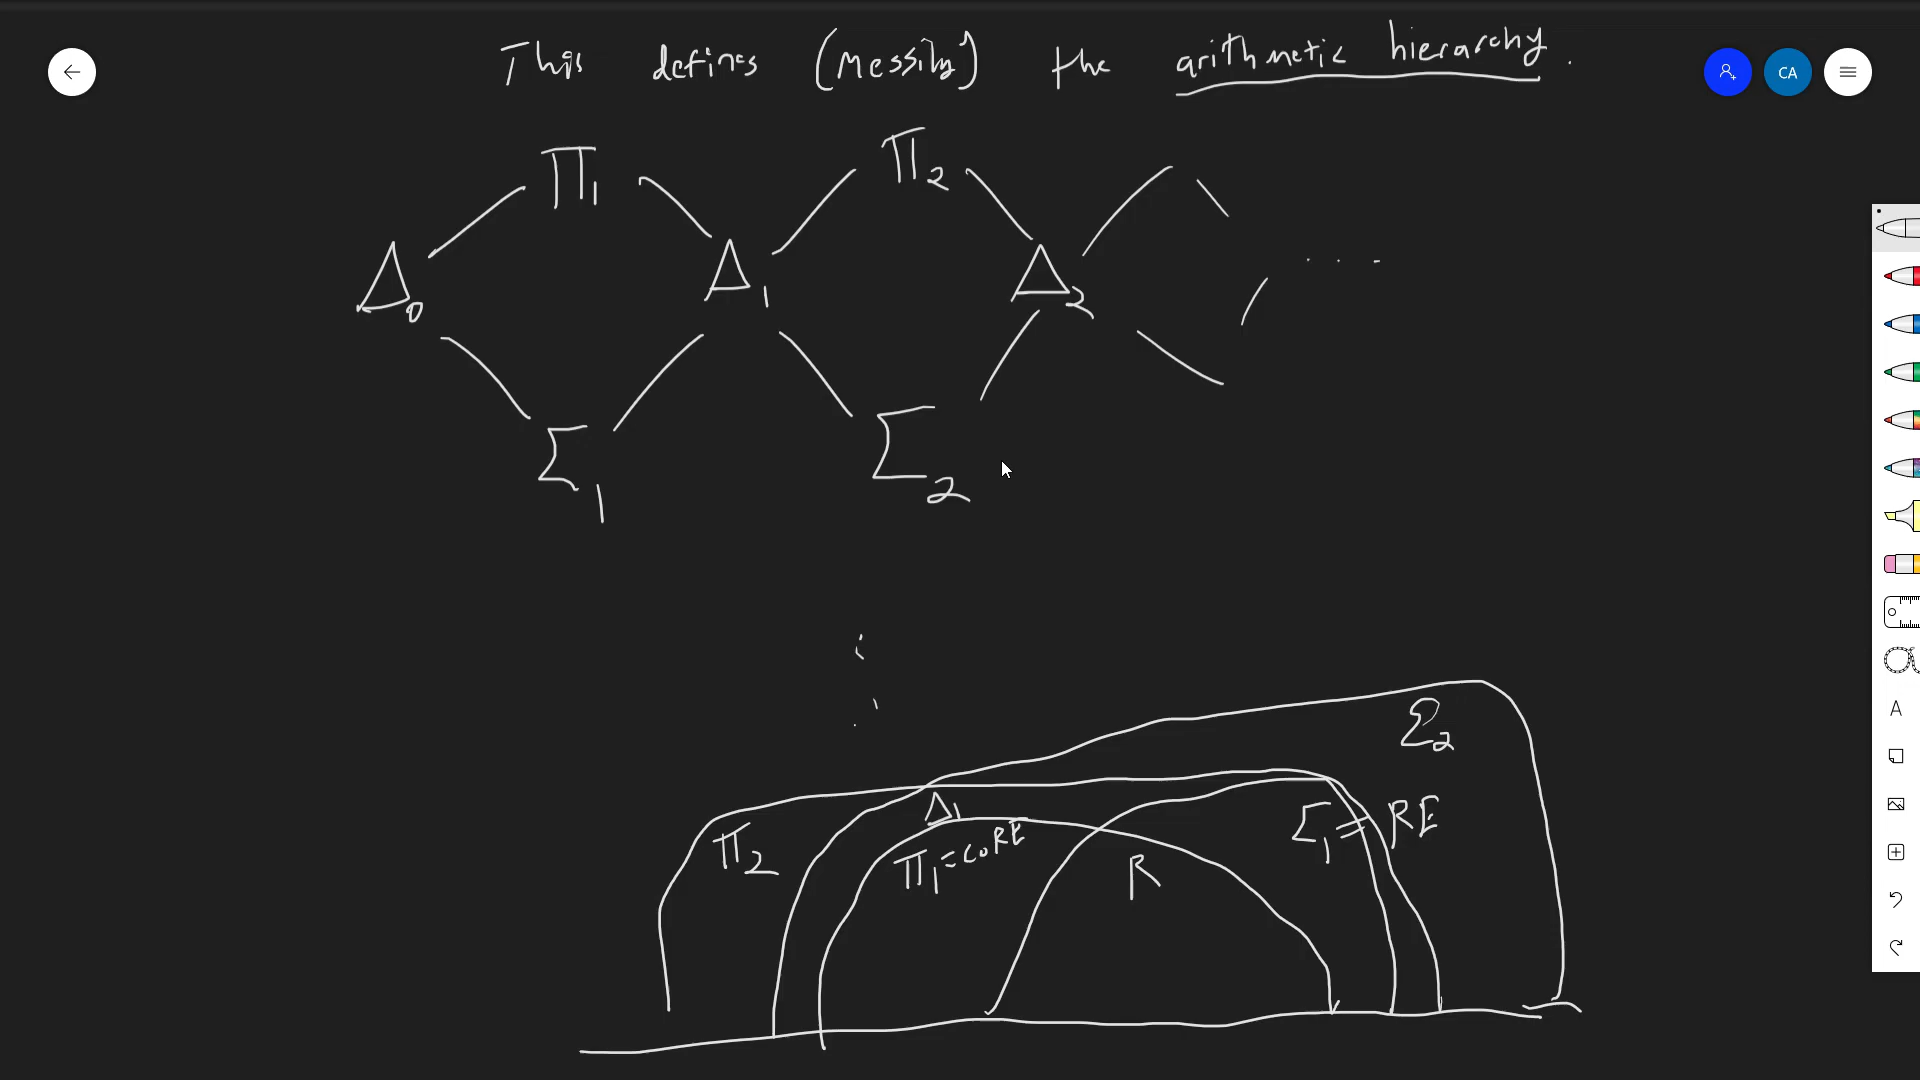 This defines (messily) the arithmetic hierarchy.
CA
Π₁ Π₂
Δ₀ Δ₁ Δ₂ ....
Σ₁ Σ₂
Σ₂
Δ₁ Σ₁ = RE
Π₂ Π₁ = coRE R
A